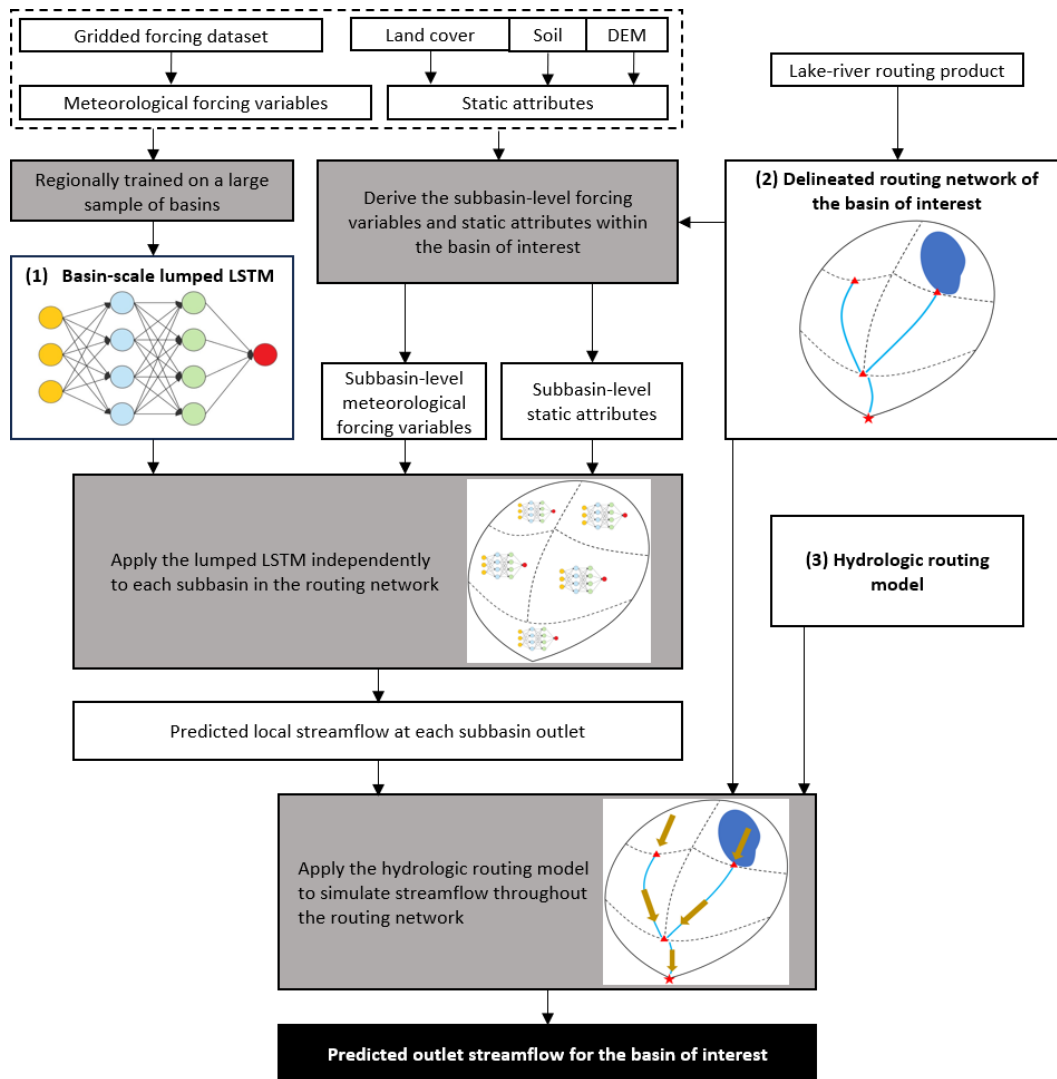 Gridded forcing dataset
Land cover
Soil
DEM
Lake-river routing product
Meteorological forcing variables
Static attributes
Regionally trained on a large
sample of basins
Derive the subbasin-level forcing
variables and static attributes within
the basin of interest
(2) Delineated routing network of
the basin of interest
(1) Basin-scale lumped LSTM
Subbasin-level
meteorological
forcing variables
Subbasin-level
static attributes
Apply the lumped LSTM independently
to each subbasin in the routing network
(3) Hydrologic routing
model
Predicted local streamflow at each subbasin outlet
Apply the hydrologic routing model
to simulate streamflow throughout
the routing network
Predicted outlet streamflow for the basin of interest